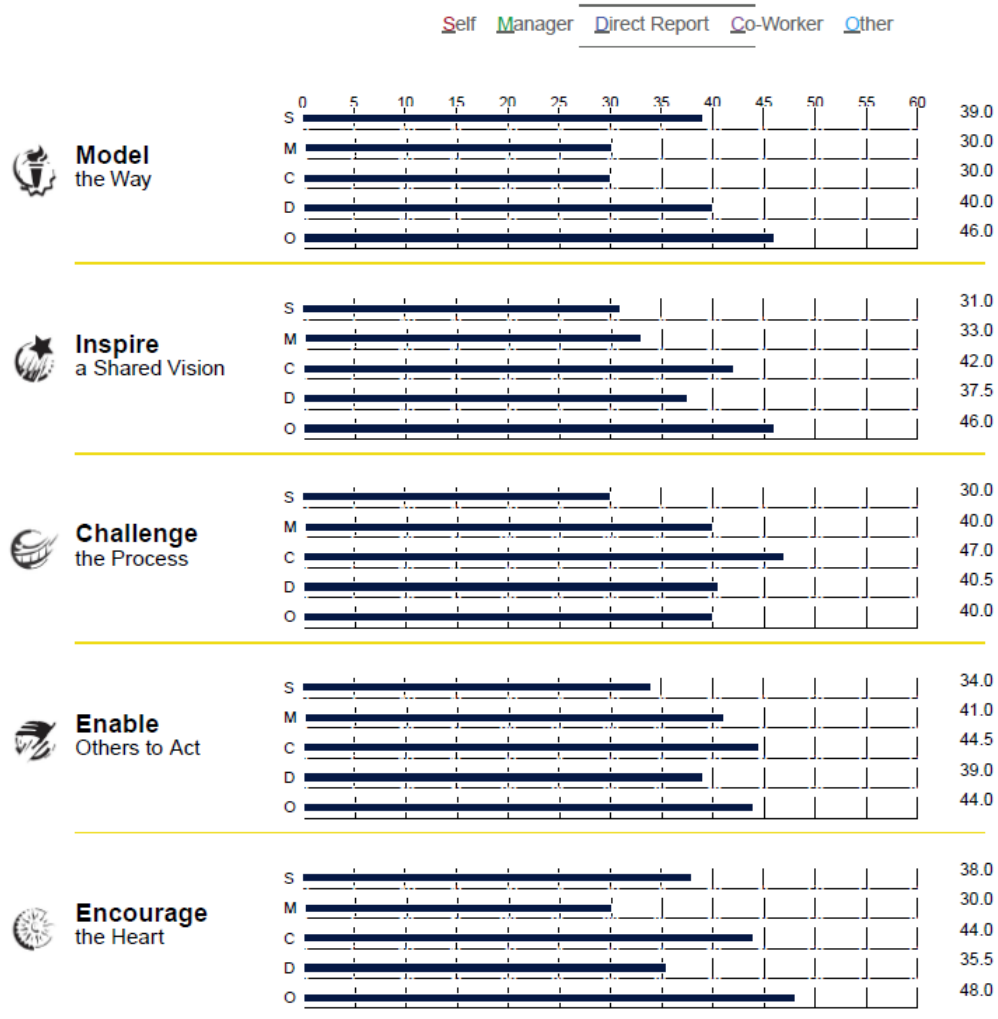 Self Manager Direct Report Co-Worker Other
0 5 10 15 20 25 30 35 40 45 50 55 60
Model
the Way
S 39.0
M 30.0
C 30.0
D 40.0
O 46.0
Inspire
a Shared Vision
S 31.0
M 33.0
C 42.0
D 37.5
O 46.0
Challenge
the Process
S 30.0
M 40.0
C 47.0
D 40.5
O 40.0
Enable
Others to Act
S 34.0
M 41.0
C 44.5
D 39.0
O 44.0
Encourage
the Heart
S 38.0
M 30.0
C 44.0
D 35.5
O 48.0